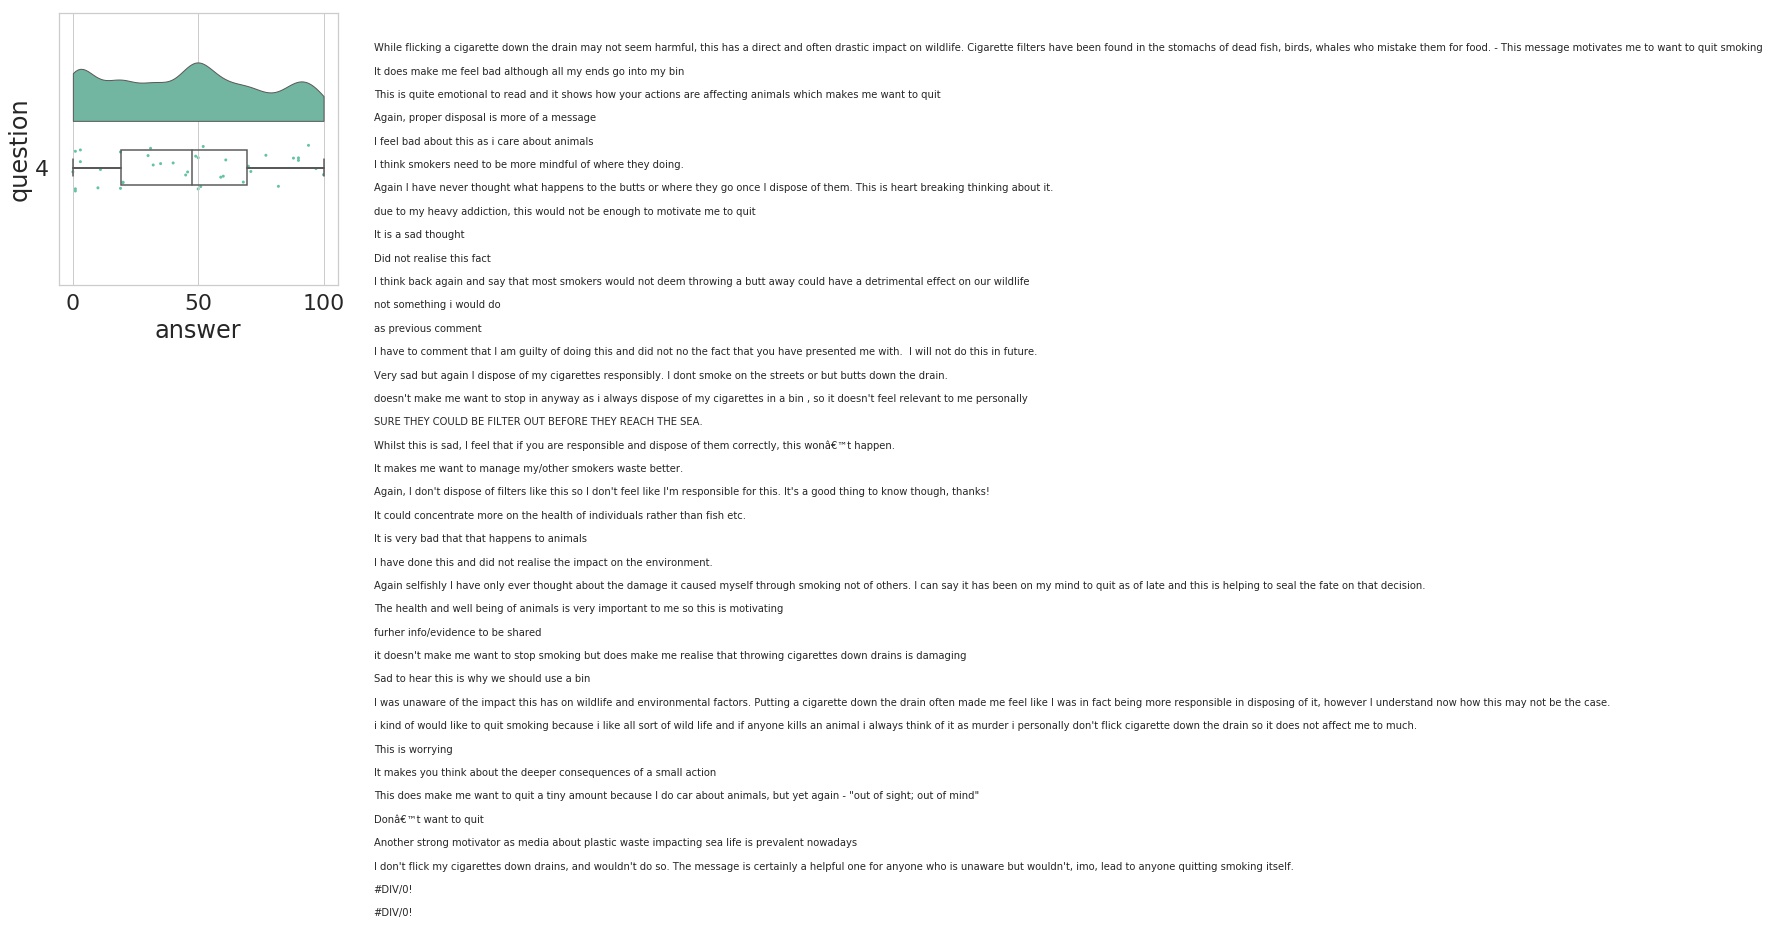 question
4
0 50 100
answer
While flicking a cigarette down the drain may not seem harmful, this has a direct and often drastic impact on wildlife. Cigarette filters have been found in the stomachs of dead fish, birds, whales who mistake them for food. - This message motivates me to want to quit smoking
It does make me feel bad although all my ends go into my bin
This is quite emotional to read and it shows how your actions are affecting animals which makes me want to quit
Again, proper disposal is more of a message
I feel bad about this as i care about animals
I think smokers need to be more mindful of where they doing.
Again I have never thought what happens to the butts or where they go once I dispose of them. This is heart breaking thinking about it.
due to my heavy addiction, this would not be enough to motivate me to quit
It is a sad thought
Did not realise this fact
I think back again and say that most smokers would not deem throwing a butt away could have a detrimental effect on our wildlife
not something i would do
as previous comment
I have to comment that I am guilty of doing this and did not no the fact that you have presented me with.  I will not do this in future.
Very sad but again I dispose of my cigarettes responsibly. I dont smoke on the streets or but butts down the drain.
doesn't make me want to stop in anyway as i always dispose of my cigarettes in a bin , so it doesn't feel relevant to me personally
SURE THEY COULD BE FILTER OUT BEFORE THEY REACH THE SEA.
Whilst this is sad, I feel that if you are responsible and dispose of them correctly, this wonâ€™t happen.
It makes me want to manage my/other smokers waste better.
Again, I don't dispose of filters like this so I don't feel like I'm responsible for this. It's a good thing to know though, thanks!
It could concentrate more on the health of individuals rather than fish etc.
It is very bad that that happens to animals
I have done this and did not realise the impact on the environment.
Again selfishly I have only ever thought about the damage it caused myself through smoking not of others. I can say it has been on my mind to quit as of late and this is helping to seal the fate on that decision.
The health and well being of animals is very important to me so this is motivating
furher info/evidence to be shared
it doesn't make me want to stop smoking but does make me realise that throwing cigarettes down drains is damaging
Sad to hear this is why we should use a bin
I was unaware of the impact this has on wildlife and environmental factors. Putting a cigarette down the drain often made me feel like I was in fact being more responsible in disposing of it, however I understand now how this may not be the case.
i kind of would like to quit smoking because i like all sort of wild life and if anyone kills an animal i always think of it as murder i personally don't flick cigarette down the drain so it does not affect me to much.
This is worrying
It makes you think about the deeper consequences of a small action
This does make me want to quit a tiny amount because I do car about animals, but yet again - "out of sight; out of mind"
Donâ€™t want to quit
Another strong motivator as media about plastic waste impacting sea life is prevalent nowadays
I don't flick my cigarettes down drains, and wouldn't do so. The message is certainly a helpful one for anyone who is unaware but wouldn't, imo, lead to anyone quitting smoking itself.
#DIV/0!
#DIV/0!